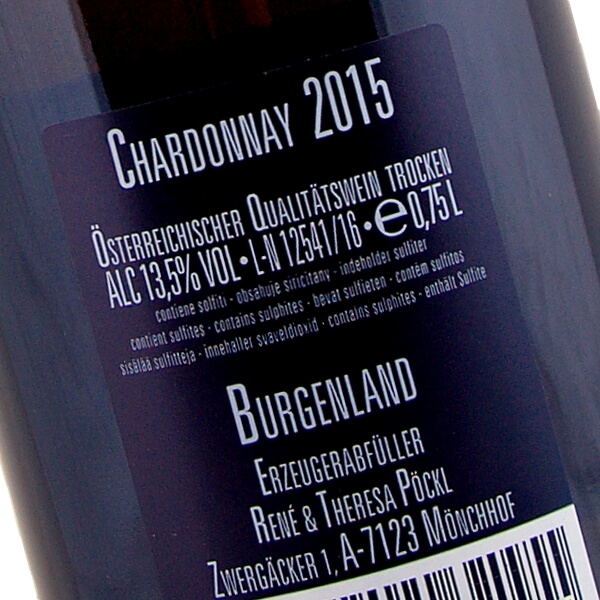 CHARDONNAY 2015
ÖSTERREICHISCHER QUALITÄTSWEIN TROCKEN
ALC 13,5% VOL • L-N 12541/16 • e 0,75 L
contiene solfiti - obsahuje siricitany - indeholder sulfiter
contient sulfites - contains sulphites - bevat sulfieten - contém sulfitos
sisältää sulfitteja - innehaller svaveldioxid - contains sulphites - enthält Sulfite
BURGENLAND
ERZEUGERABFÜLLER
RENÉ & THERESA PÖCKL
ZWERGÄCKER 1, A-7123 MÖNCHHOF